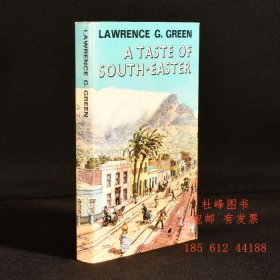 LAWRENCE G. GREEN
A TASTE OF
SOUTH-EASTER
LAWRENCE G. GREEN
杜峰图书
包邮 有发票
185 612 44188